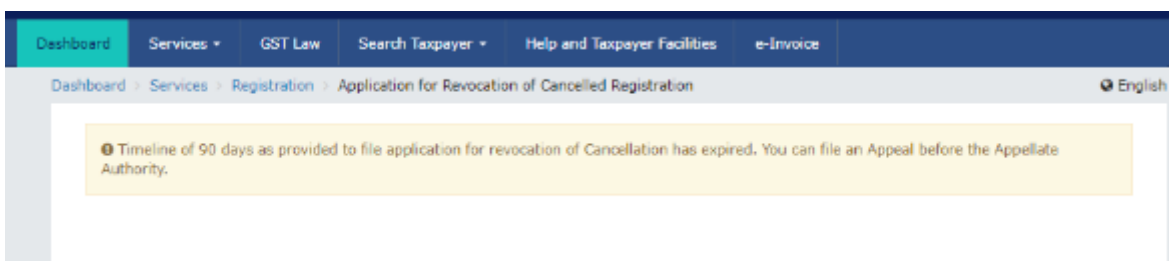 Dashboard Services GST Law Search Taxpayer Help and Taxpayer Facilities e-Invoice
Dashboard > Services > Registration > Application for Revocation of Cancelled Registration English
Timeline of 90 days as provided to file application for revocation of Cancellation has expired. You can file an Appeal before the Appellate
Authority.